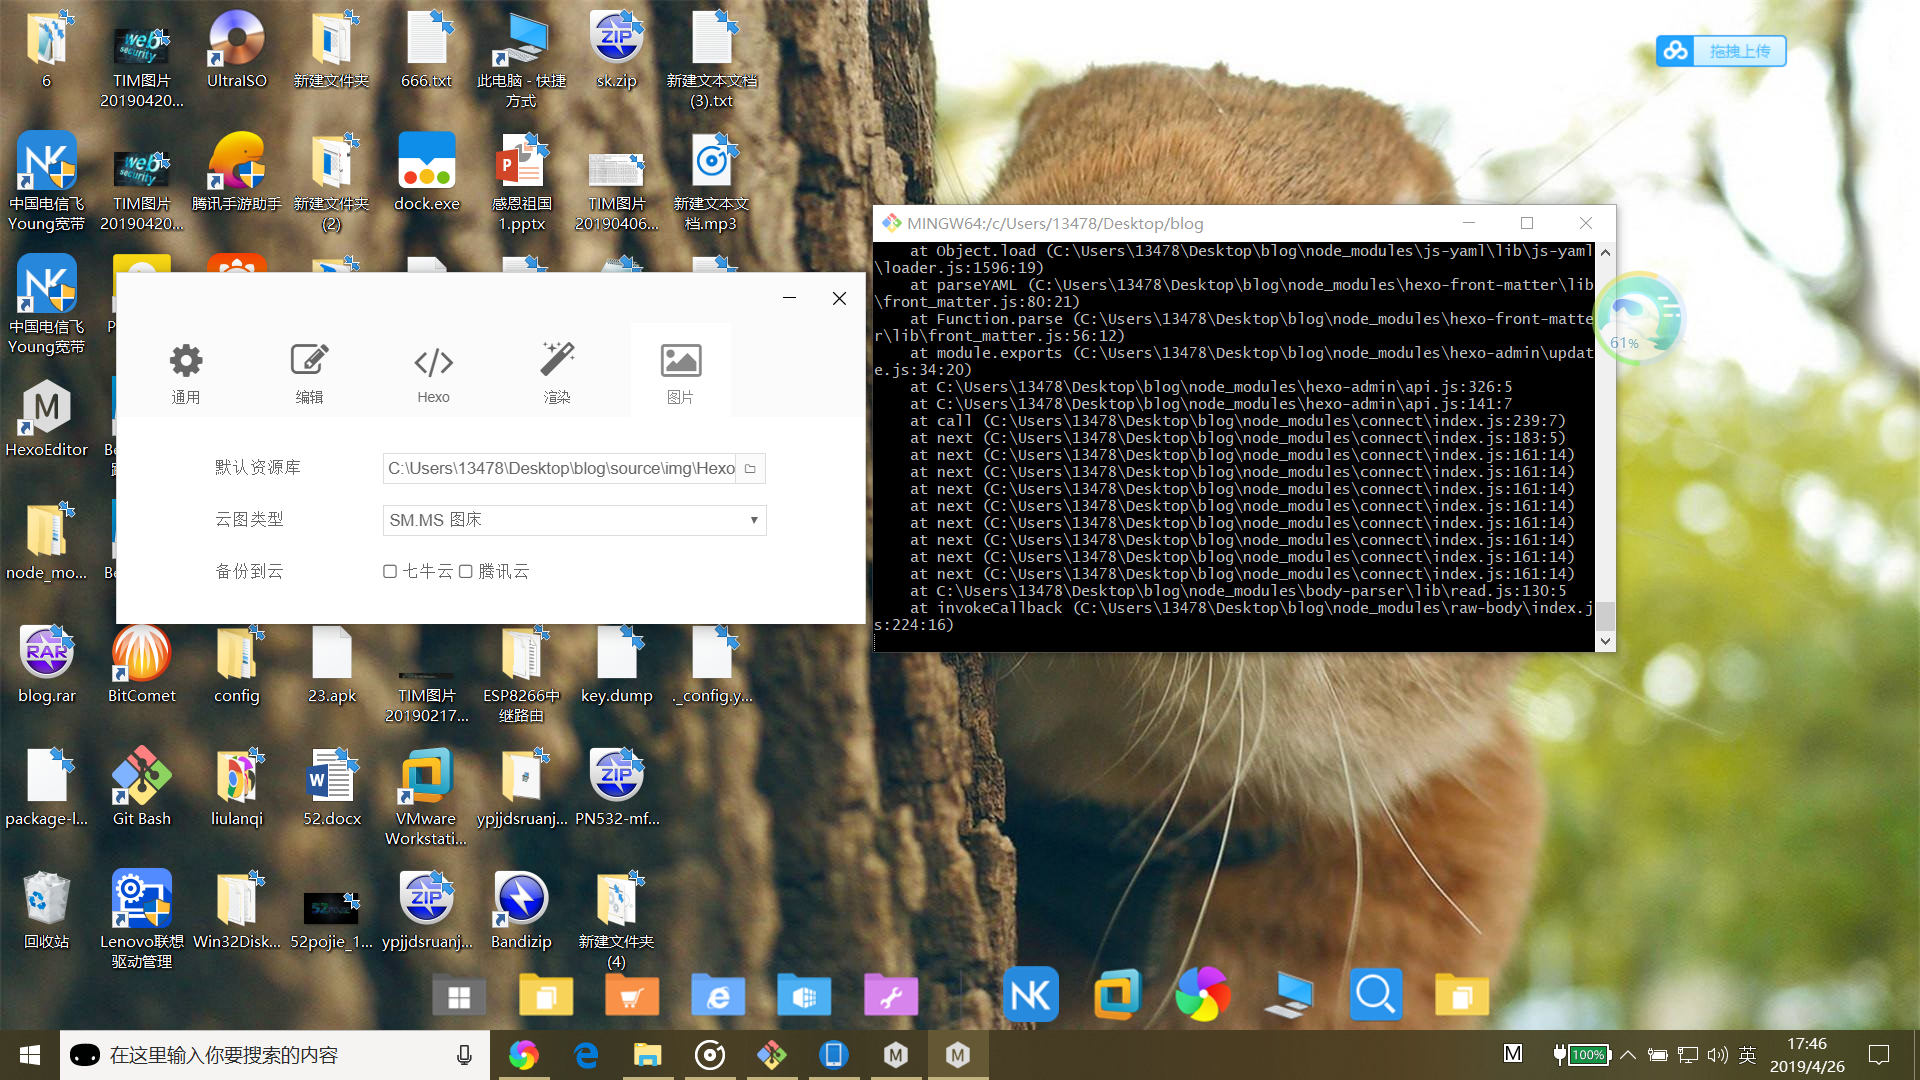 6
TIM图片
20190420...
UltraISO
新建文件夹
666.txt
此电脑 - 快捷
方式
sk.zip
新建文本文档
(3).txt
拖拽上传
中国电信飞
Young宽带
TIM图片
20190420...
腾讯手游助手
新建文件夹
(2)
dock.exe
感恩祖国
1.pptx
TIM图片
20190406...
新建文本文
档.mp3
中国电信飞
Young宽带
HexoEditor
node_mo...
通用
编辑
Hexo
渲染
图片
默认资源库
C:\Users\13478\Desktop\blog\source\img\Hexo
云图类型
SM.MS 图床
备份到云
七牛云
腾讯云
MINGW64:/c/Users/13478/Desktop/blog
at Object.load (C:\Users\13478\Desktop\blog\node_modules\js-yaml\lib\js-yaml
\loader.js:1596:19)
at parseYAML (C:\Users\13478\Desktop\blog\node_modules\hexo-front-matter\lib
\front_matter.js:80:21)
at Function.parse (C:\Users\13478\Desktop\blog\node_modules\hexo-front-matte
r\lib\front_matter.js:56:12)
at module.exports (C:\Users\13478\Desktop\blog\node_modules\hexo-admin\updat
e.js:34:20)
at C:\Users\13478\Desktop\blog\node_modules\hexo-admin\api.js:326:5
at C:\Users\13478\Desktop\blog\node_modules\hexo-admin\api.js:141:7
at call (C:\Users\13478\Desktop\blog\node_modules\connect\index.js:239:7)
at next (C:\Users\13478\Desktop\blog\node_modules\connect\index.js:183:5)
at next (C:\Users\13478\Desktop\blog\node_modules\connect\index.js:161:14)
at next (C:\Users\13478\Desktop\blog\node_modules\connect\index.js:161:14)
at next (C:\Users\13478\Desktop\blog\node_modules\connect\index.js:161:14)
at next (C:\Users\13478\Desktop\blog\node_modules\connect\index.js:161:14)
at next (C:\Users\13478\Desktop\blog\node_modules\connect\index.js:161:14)
at next (C:\Users\13478\Desktop\blog\node_modules\connect\index.js:161:14)
at next (C:\Users\13478\Desktop\blog\node_modules\connect\index.js:161:14)
at next (C:\Users\13478\Desktop\blog\node_modules\connect\index.js:161:14)
at C:\Users\13478\Desktop\blog\node_modules\body-parser\lib\read.js:130:5
at invokeCallback (C:\Users\13478\Desktop\blog\node_modules\raw-body\index.j
s:224:16)
61%
blog.rar
BitComet
config
23.apk
TIM图片
20190217...
ESP8266中
继路由
key.dump
._config.y...
package-l...
Git Bash
liulanqi
52.docx
VMware
Workstati...
ypjjdsruanj...
PN532-mf...
回收站
Lenovo联想
驱动管理
Win32Disk...
52pojie_1...
ypjjdsruanj...
Bandizip
新建文件夹
(4)
在这里输入你要搜索的内容
100%
英
17:46
2019/4/26